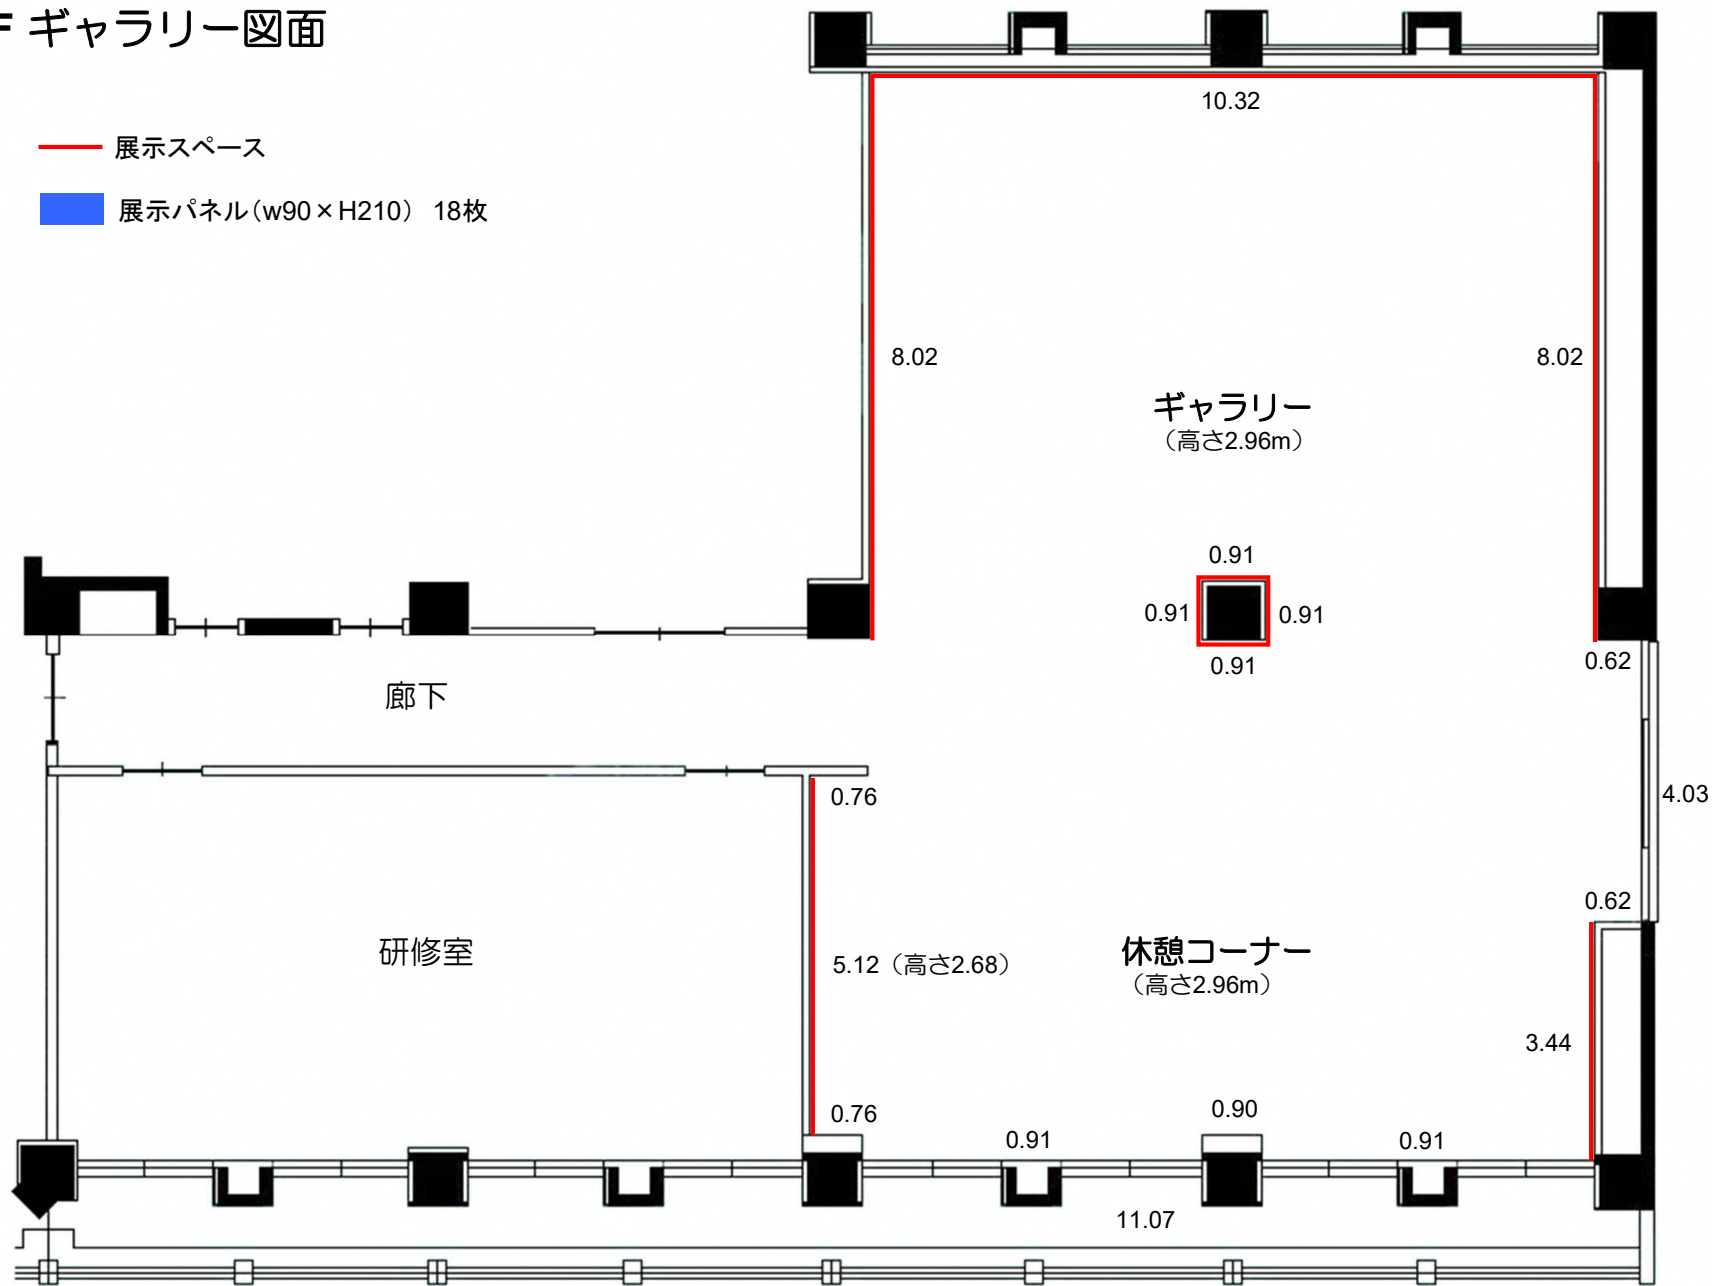 F ギャラリー図面
10.32
展示スペース
展示パネル（w90×H210） 18枚
8.02
8.02
ギャラリー
（高さ2.96m）
0.91
0.91
0.91
0.91
0.62
廊下
0.76
4.03
0.62
研修室
休憩コーナー
5.12（高さ2.68）
（高さ2.96m）
3.44
0.76
0.90
0.91
0.91
11.07